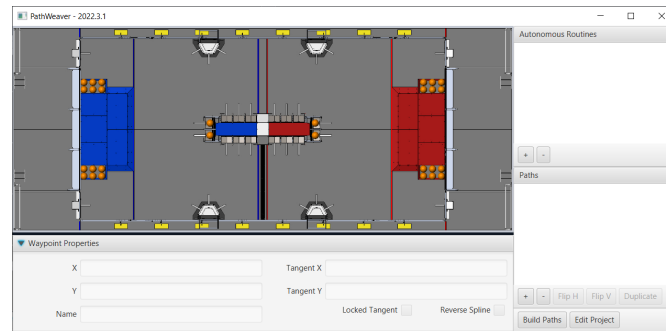 PathWeaver - 2022.3.1
Autonomous Routines
+ -
Paths
Waypoint Properties
X
Tangent X
Y
Tangent Y
Name
Locked Tangent
Reverse Spline
+ - Flip H Flip V Duplicate
Build Paths Edit Project